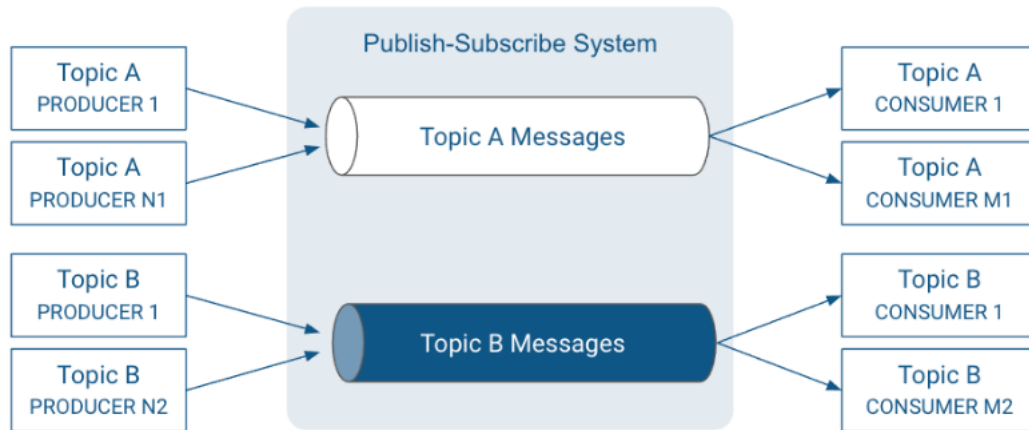 Publish-Subscribe System
Topic A
PRODUCER 1
Topic A
PRODUCER N1
Topic A Messages
Topic A
CONSUMER 1
Topic A
CONSUMER M1
Topic B
PRODUCER 1
Topic B
PRODUCER N2
Topic B Messages
Topic B
CONSUMER 1
Topic B
CONSUMER M2